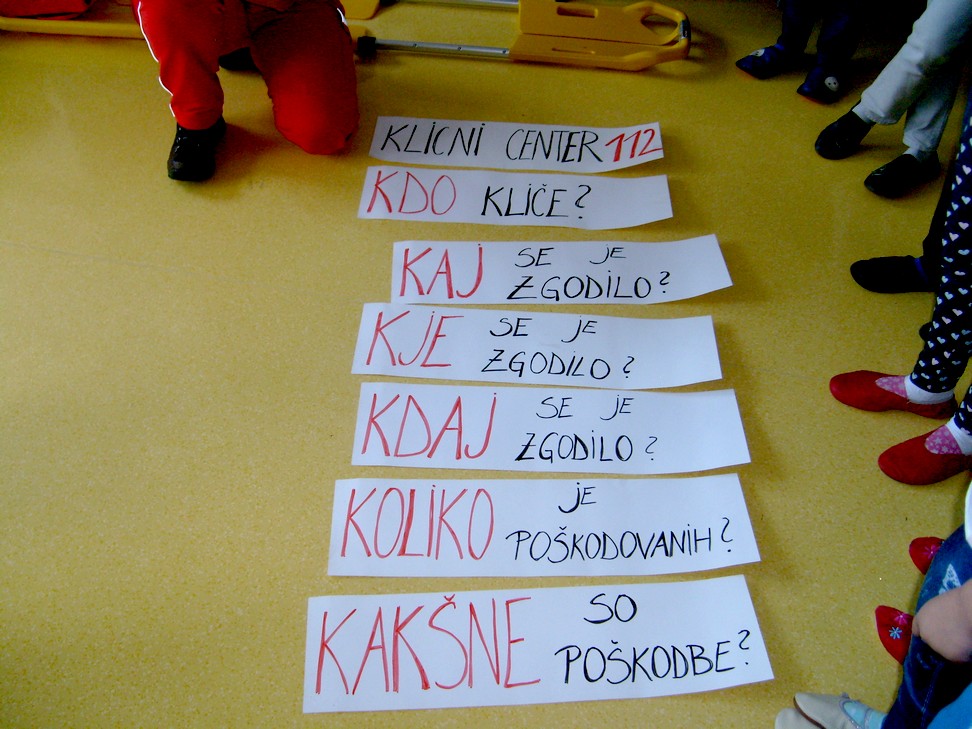 KLICNI CENTER 112
KDO KLIČE?
KAJ SE JE
ZGODILO?
KJE SE JE
ZGODILO?
KDAJ SE JE
ZGODILO?
KOLIKO JE
POŠKODOVANIH?
KAKŠNE SO
POŠKODBE?